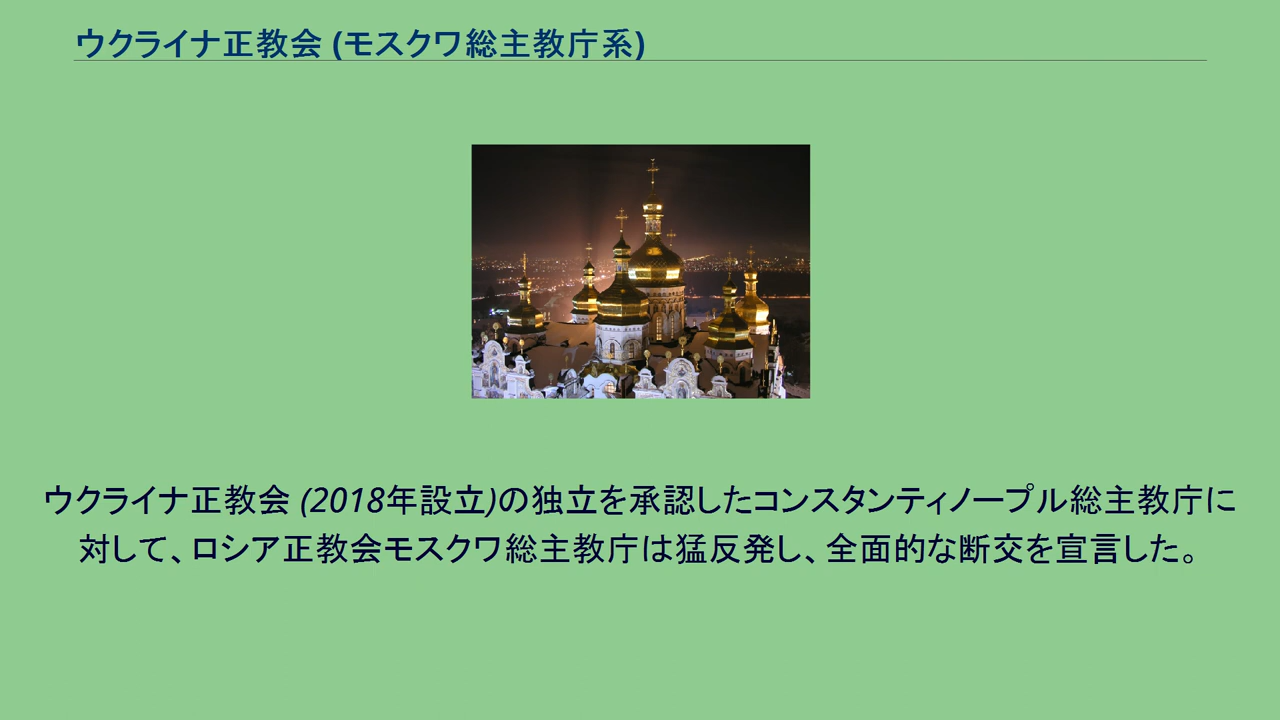 ウクライナ正教会 (モスクワ総主教庁系)
ウクライナ正教会 (2018年設立)の独立を承認したコンスタンティノープル総主教庁に
対して、ロシア正教会モスクワ総主教庁は猛反発し、全面的な断交を宣言した。